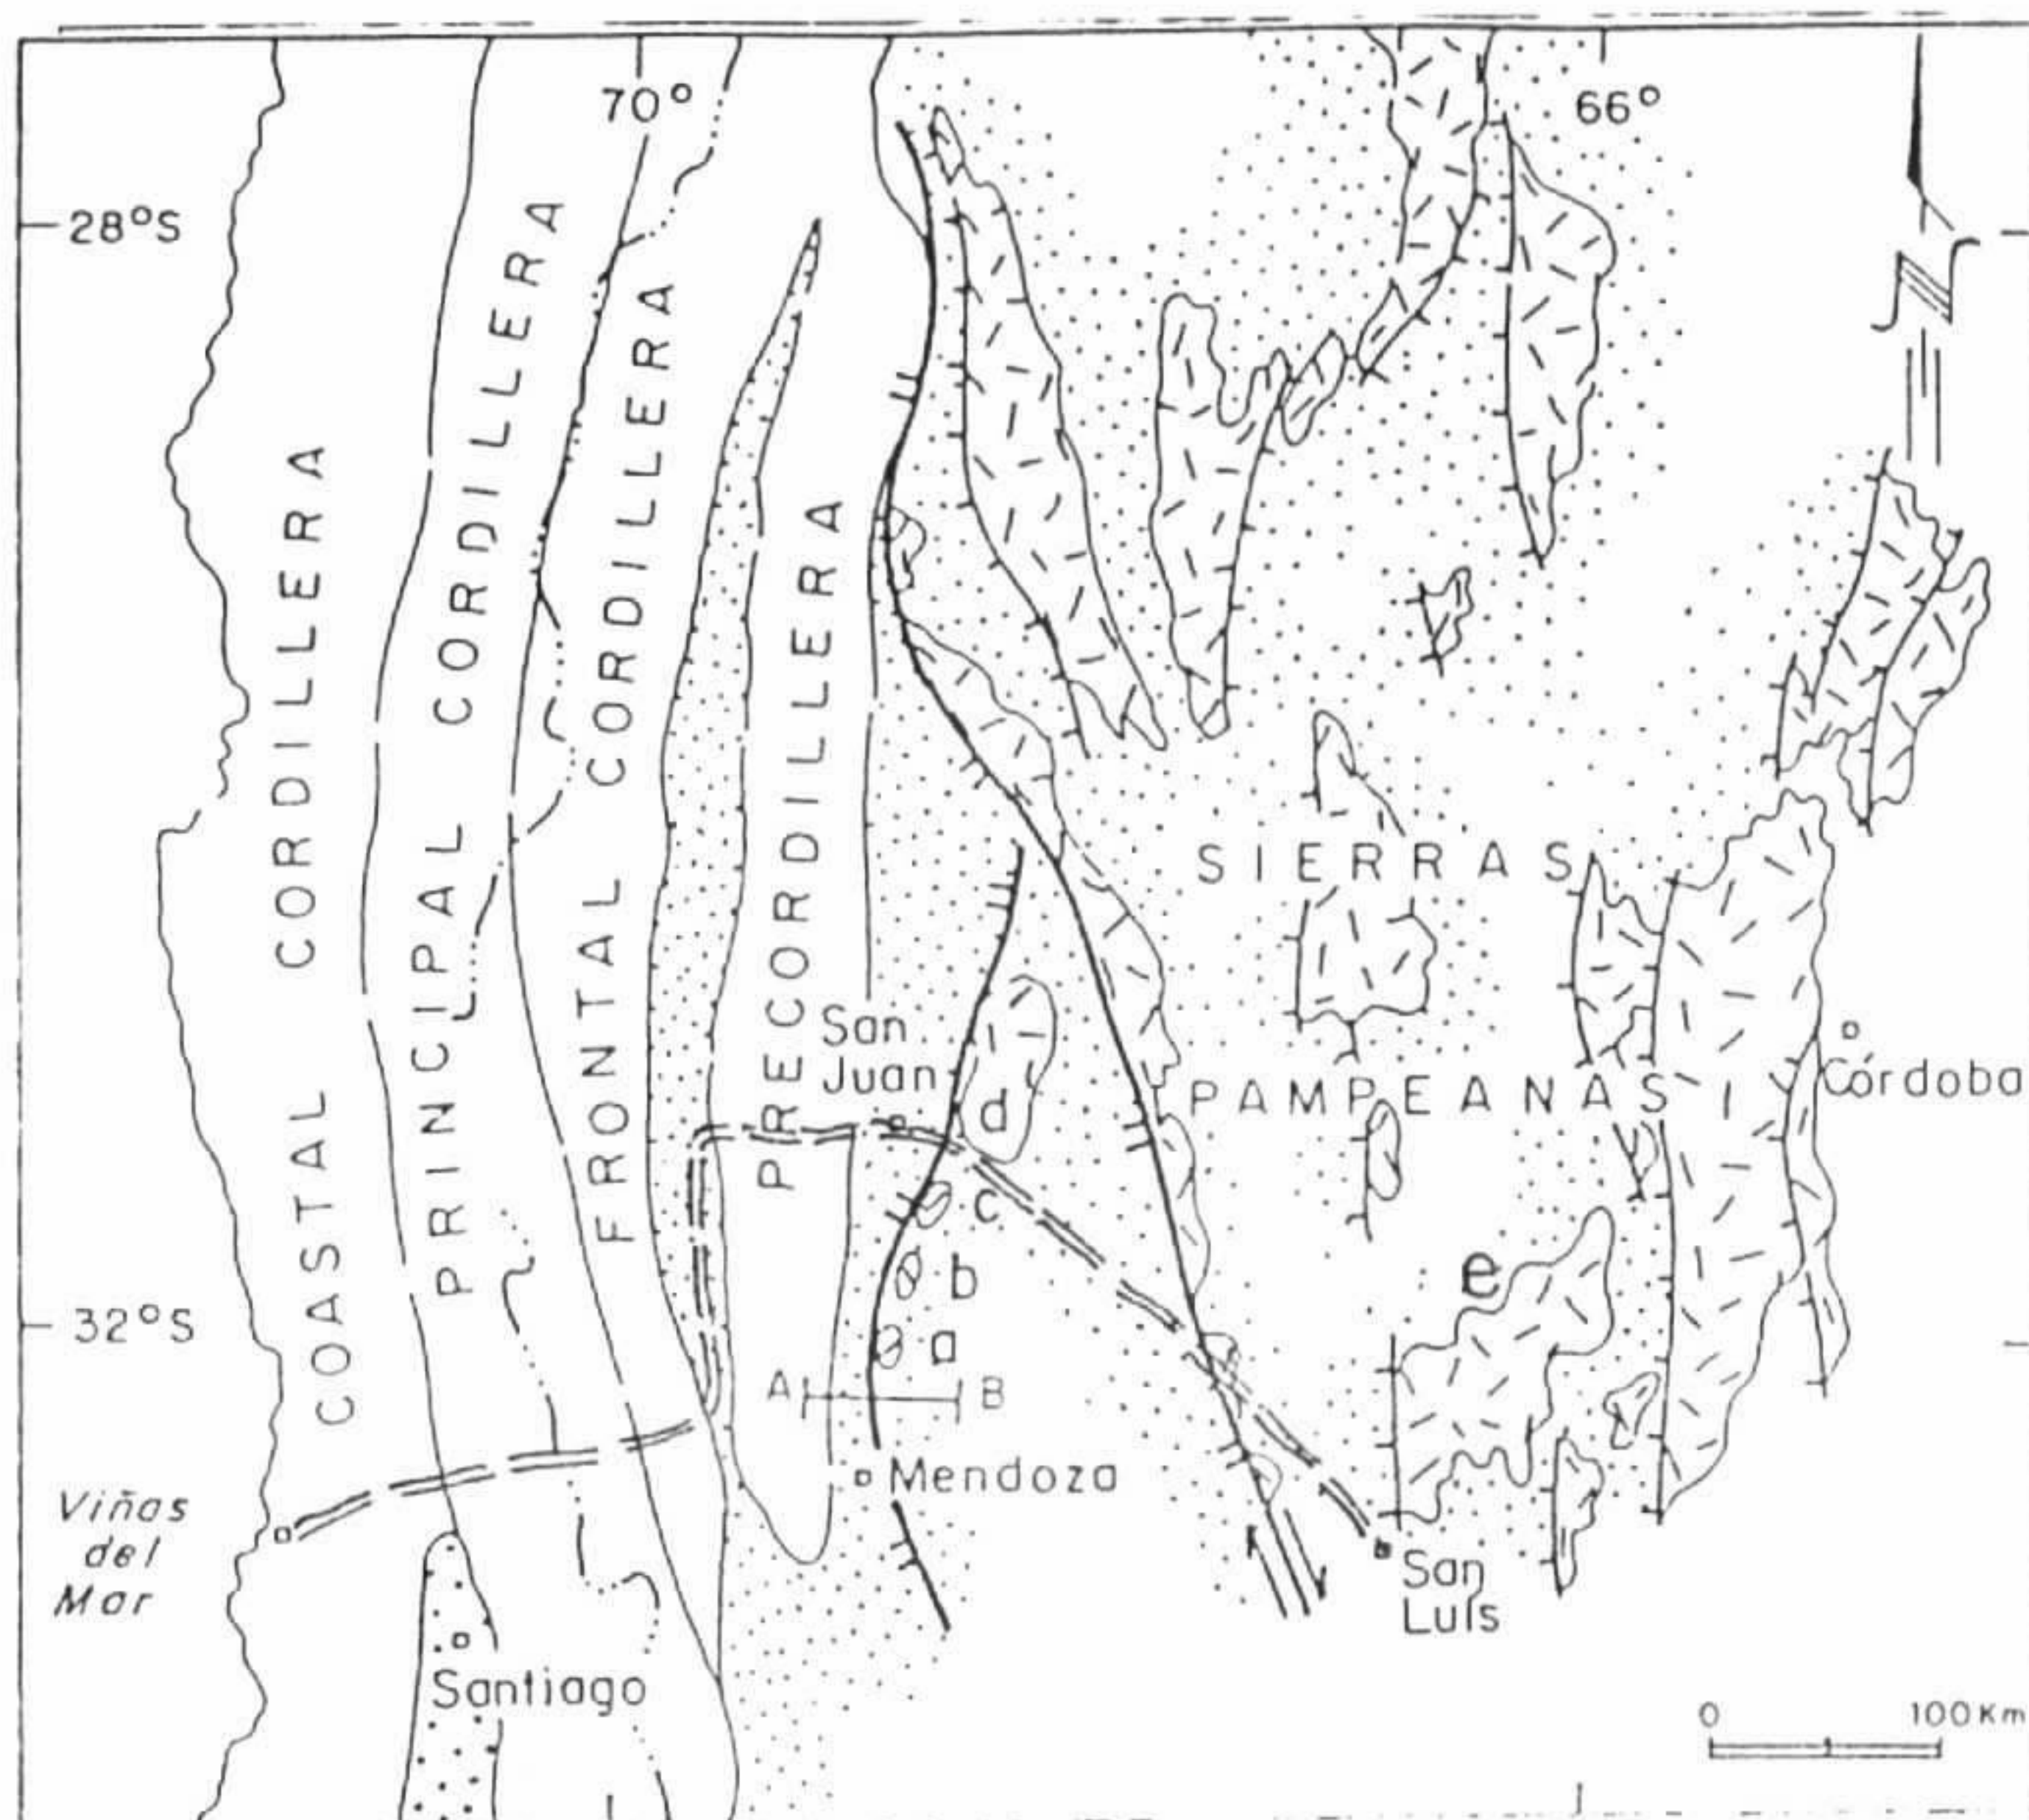 70°
66°
28°S
COASTAL CORDILLERA
PRINCIPAL CORDILLERA
FRONTAL CORDILLERA
PRECORDILLERA
SIERRAS
San
Juan
PAMPEANAS
Córdoba
d
c
b
a
e
32°S
A
B
Mendoza
Viñas
del
Mar
San
Luís
Santiago
N
0
100Km